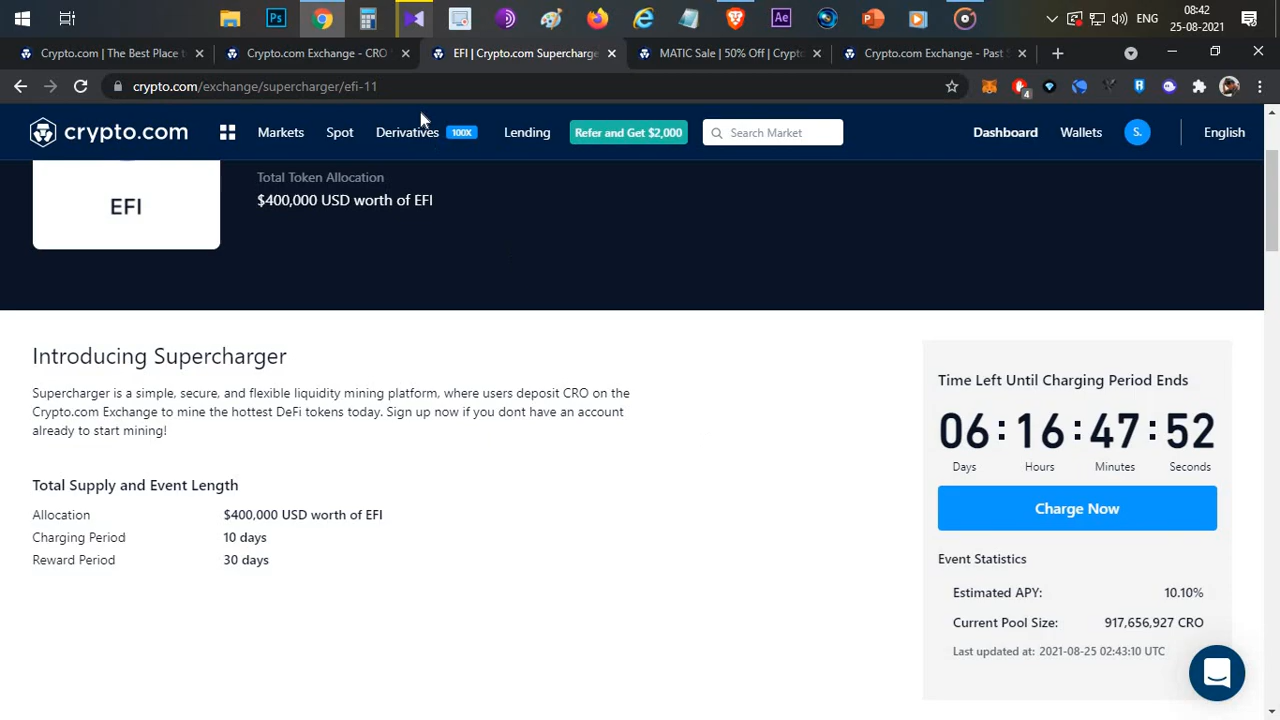 08:42
ENG
25-08-2021
Crypto.com | The Best Place to
Crypto.com Exchange - CRO
EFI | Crypto.com Supercharge
MATIC Sale | 50% Off | Crypto
Crypto.com Exchange - Past S
crypto.com/exchange/supercharger/efi-11
4
crypto.com
Markets
Spot
Derivatives
100X
Lending
Refer and Get $2,000
Search Market
Dashboard
Wallets
S.
English
EFI
Total Token Allocation
$400,000 USD worth of EFI
Introducing Supercharger
Supercharger is a simple, secure, and flexible liquidity mining platform, where users deposit CRO on the
Crypto.com Exchange to mine the hottest DeFi tokens today. Sign up now if you dont have an account
already to start mining!
Total Supply and Event Length
Allocation $400,000 USD worth of EFI
Charging Period 10 days
Reward Period 30 days
Time Left Until Charging Period Ends
06 : 16 : 47 : 52
Days Hours Minutes Seconds
Charge Now
Event Statistics
Estimated APY: 10.10%
Current Pool Size: 917,656,927 CRO
Last updated at: 2021-08-25 02:43:10 UTC